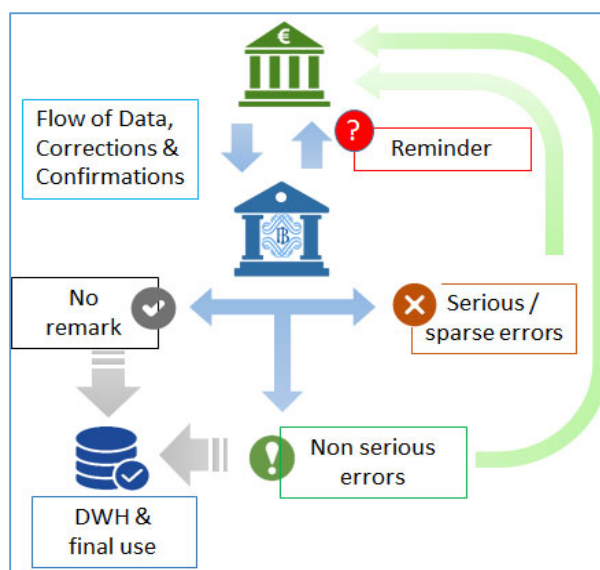 €
Flow of Data,
Corrections &
Confirmations
?
Reminder
B
No
remark
Serious /
sparse errors
!
Non serious
errors
DWH &
final use